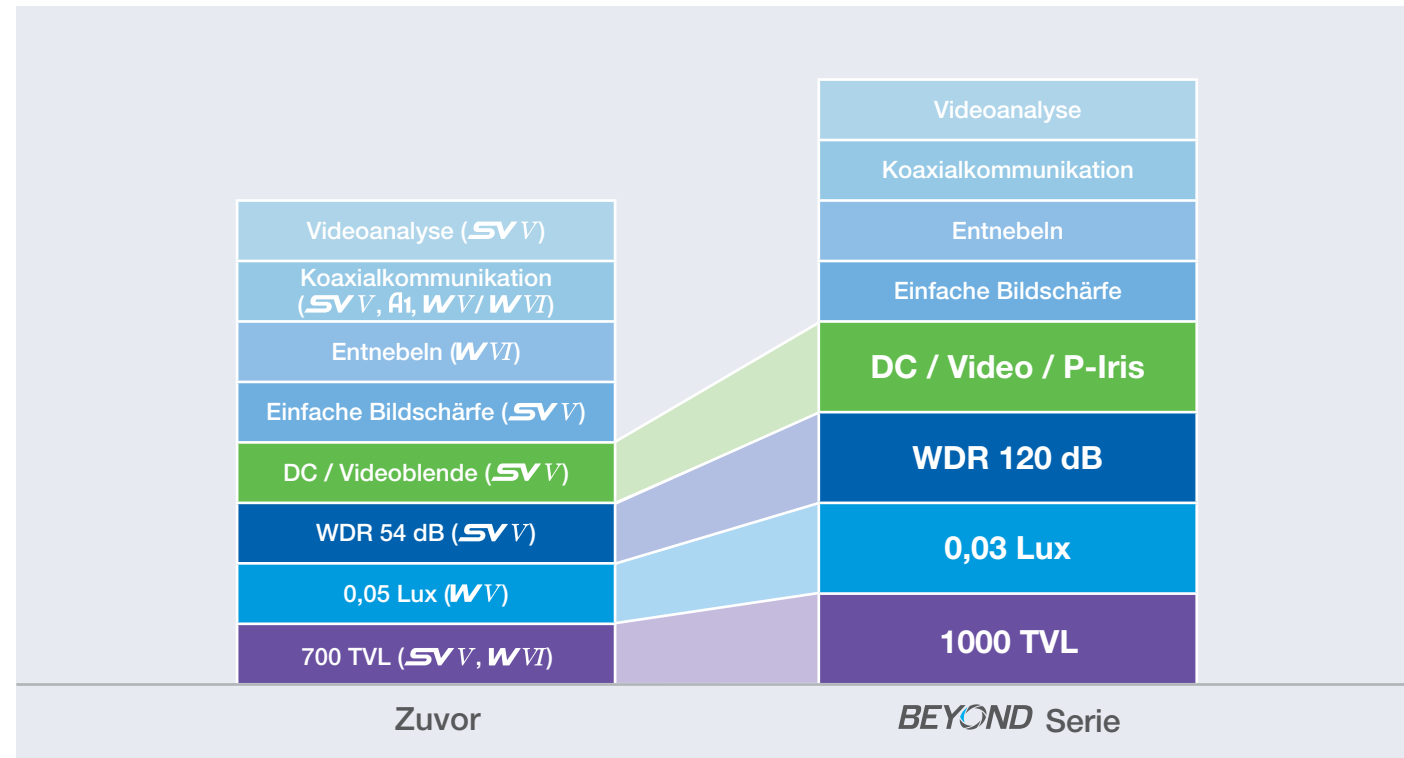 Videoanalyse (SV V)
Koaxialkommunikation
(SV V, A1, W V/ W VI)
Entnebeln (W VI)
Einfache Bildschärfe (SV V)
DC / Videoblende (SV V)
WDR 54 dB (SV V)
0,05 Lux (W V)
700 TVL (SV V, W VI)
Zuvor
Videoanalyse
Koaxialkommunikation
Entnebeln
Einfache Bildschärfe
DC / Video / P-Iris
WDR 120 dB
0,03 Lux
1000 TVL
BEYOND Serie